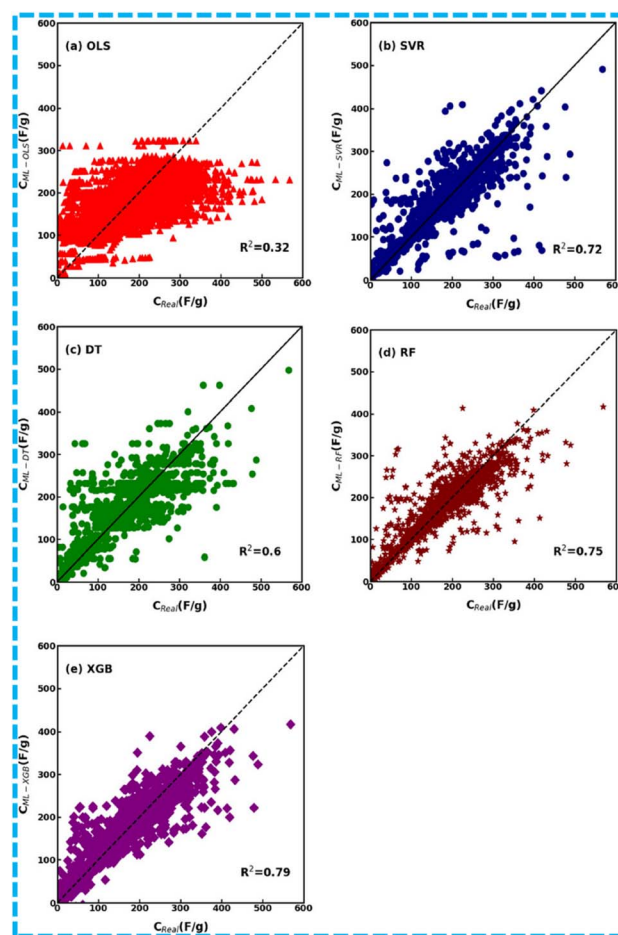 (a) OLS
600
500
400
300
200
100
0
0 100 200 300 400 500 600
C_ML-OLS(F/g)
C_Real(F/g)
R²=0.32
(b) SVR
600
500
400
300
200
100
0
0 100 200 300 400 500 600
C_ML-SVR(F/g)
C_Real(F/g)
R²=0.72
(c) DT
600
500
400
300
200
100
0
0 100 200 300 400 500 600
C_ML-DT(F/g)
C_Real(F/g)
R²=0.6
(d) RF
600
500
400
300
200
100
0
0 100 200 300 400 500 600
C_ML-RF(F/g)
C_Real(F/g)
R²=0.75
(e) XGB
600
500
400
300
200
100
0
0 100 200 300 400 500 600
C_ML-XGB(F/g)
C_Real(F/g)
R²=0.79